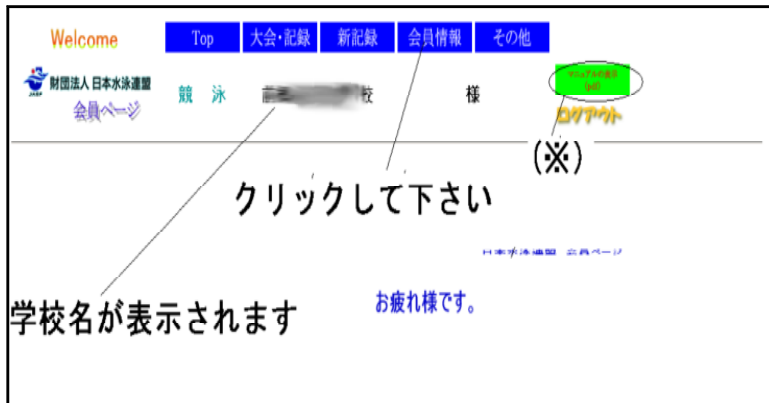 Welcome
Top
大会・記録
新記録
会員情報
その他
財団法人 日本水泳連盟
会員ページ
競 泳
校
様
マニュアルの表示
(pdf)
ログアウト
(※)
クリックして下さい
日本水泳連盟 会員ページ
学校名が表示されます
お疲れ様です。